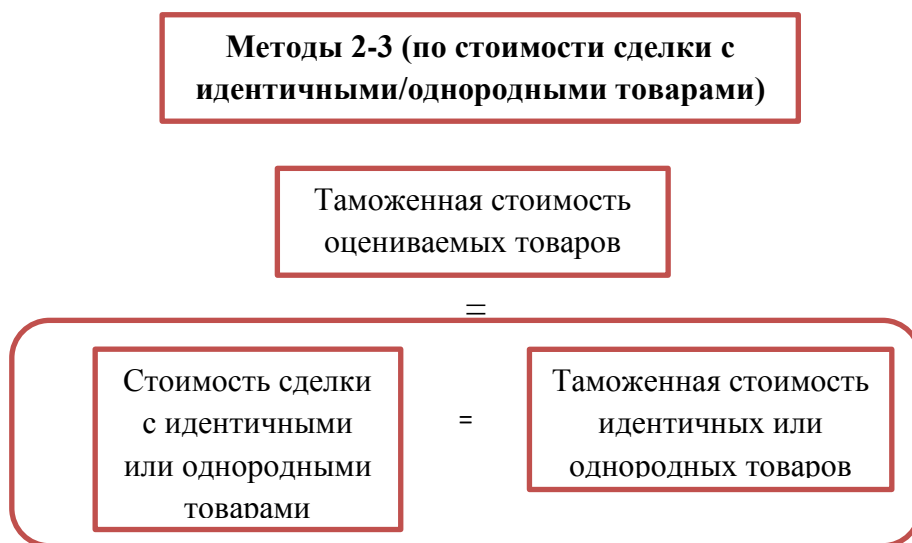 Методы 2-3 (по стоимости сделки с
идентичными/однородными товарами)
Таможенная стоимость
оцениваемых товаров
=
Стоимость сделки
с идентичными
или однородными
товарами
=
Таможенная стоимость
идентичных или
однородных товаров